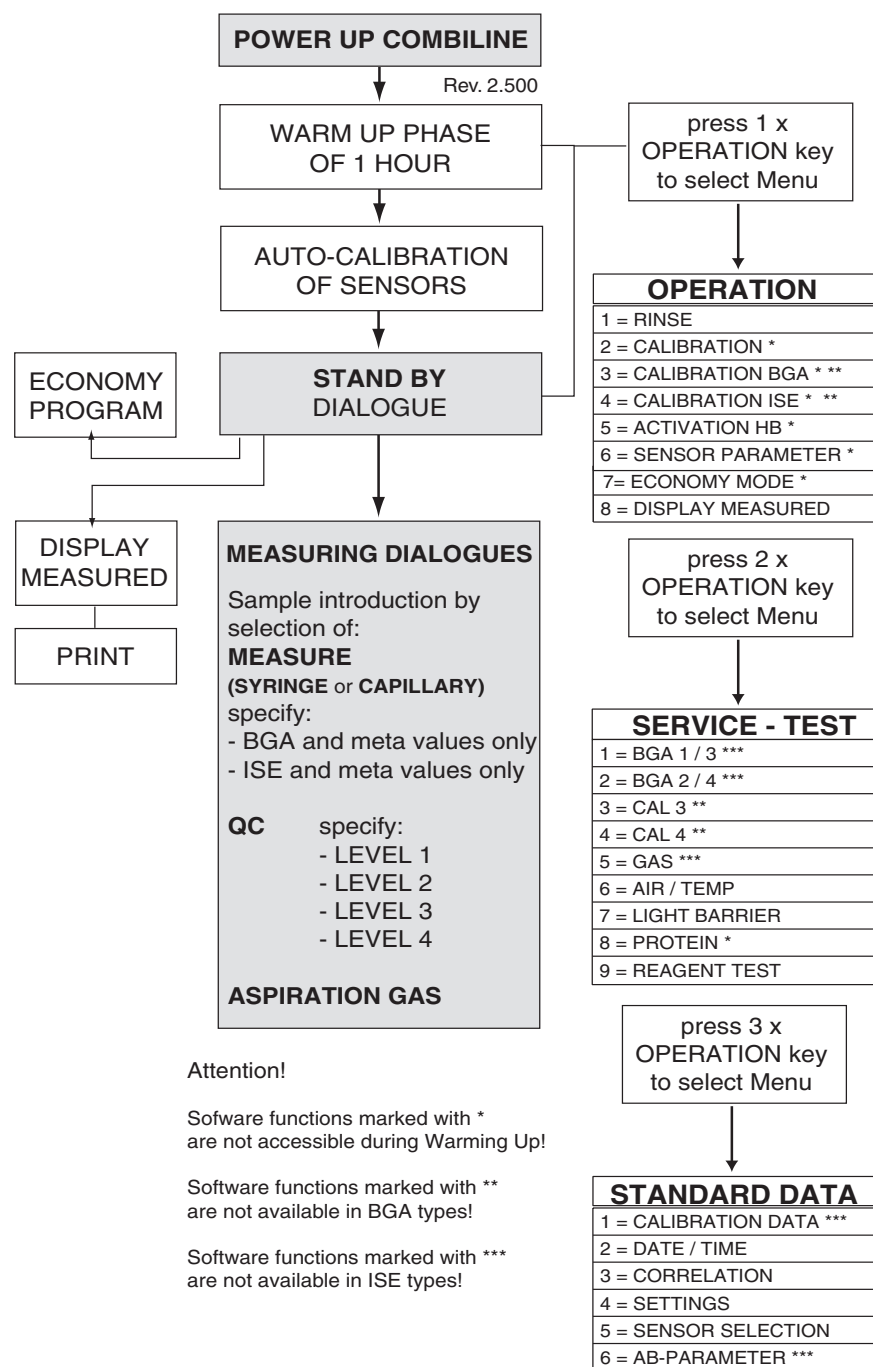 POWER UP COMBILINE
Rev. 2.500
WARM UP PHASE
OF 1 HOUR
AUTO-CALIBRATION
OF SENSORS
STAND BY
DIALOGUE
ECONOMY
PROGRAM
DISPLAY
MEASURED
PRINT
MEASURING DIALOGUES
Sample introduction by
selection of:
MEASURE
(SYRINGE or CAPILLARY)
specify:
- BGA and meta values only
- ISE and meta values only
QC specify:
- LEVEL 1
- LEVEL 2
- LEVEL 3
- LEVEL 4
ASPIRATION GAS
Attention!
Sofware functions marked with *
are not accessible during Warming Up!
Software functions marked with **
are not available in BGA types!
Software functions marked with ***
are not available in ISE types!
press 1 x
OPERATION key
to select Menu
OPERATION
1 = RINSE
2 = CALIBRATION *
3 = CALIBRATION BGA * **
4 = CALIBRATION ISE * **
5 = ACTIVATION HB *
6 = SENSOR PARAMETER *
7= ECONOMY MODE *
8 = DISPLAY MEASURED
press 2 x
OPERATION key
to select Menu
SERVICE - TEST
1 = BGA 1 / 3 ***
2 = BGA 2 / 4 ***
3 = CAL 3 **
4 = CAL 4 **
5 = GAS ***
6 = AIR / TEMP
7 = LIGHT BARRIER
8 = PROTEIN *
9 = REAGENT TEST
press 3 x
OPERATION key
to select Menu
STANDARD DATA
1 = CALIBRATION DATA ***
2 = DATE / TIME
3 = CORRELATION
4 = SETTINGS
5 = SENSOR SELECTION
6 = AB-PARAMETER ***